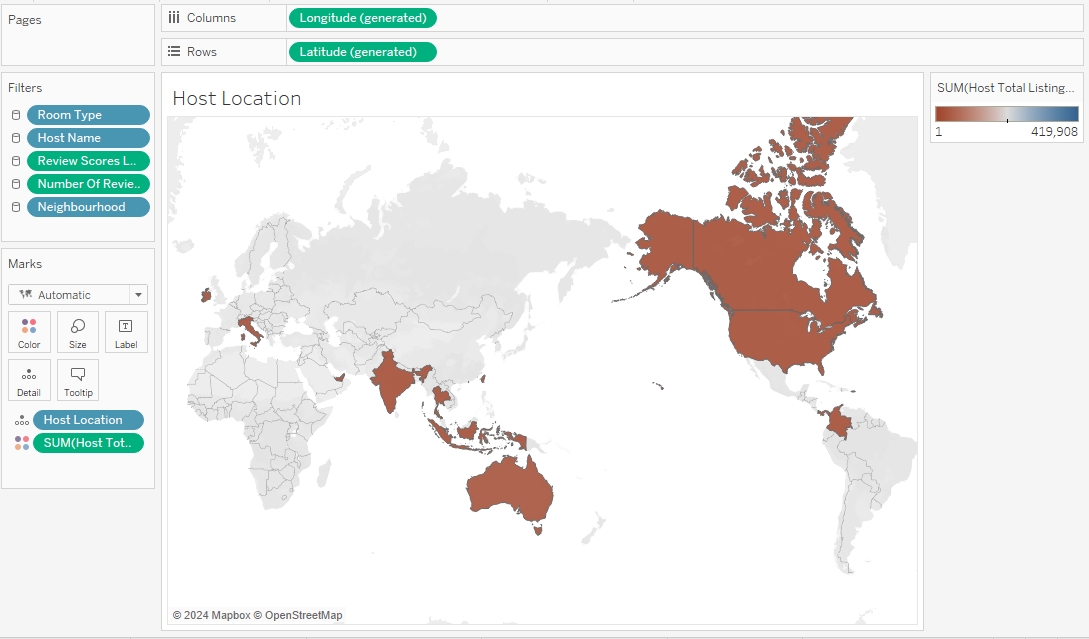 Pages
Columns
Longitude (generated)
Rows
Latitude (generated)
Filters
Room Type
Host Name
Review Scores L..
Number Of Revie..
Neighbourhood
Marks
Automatic
Color
Size
T
Label
Detail
Tooltip
Host Location
SUM(Host Tot..
Host Location
© 2024 Mapbox © OpenStreetMap
SUM(Host Total Listing...
1 419,908